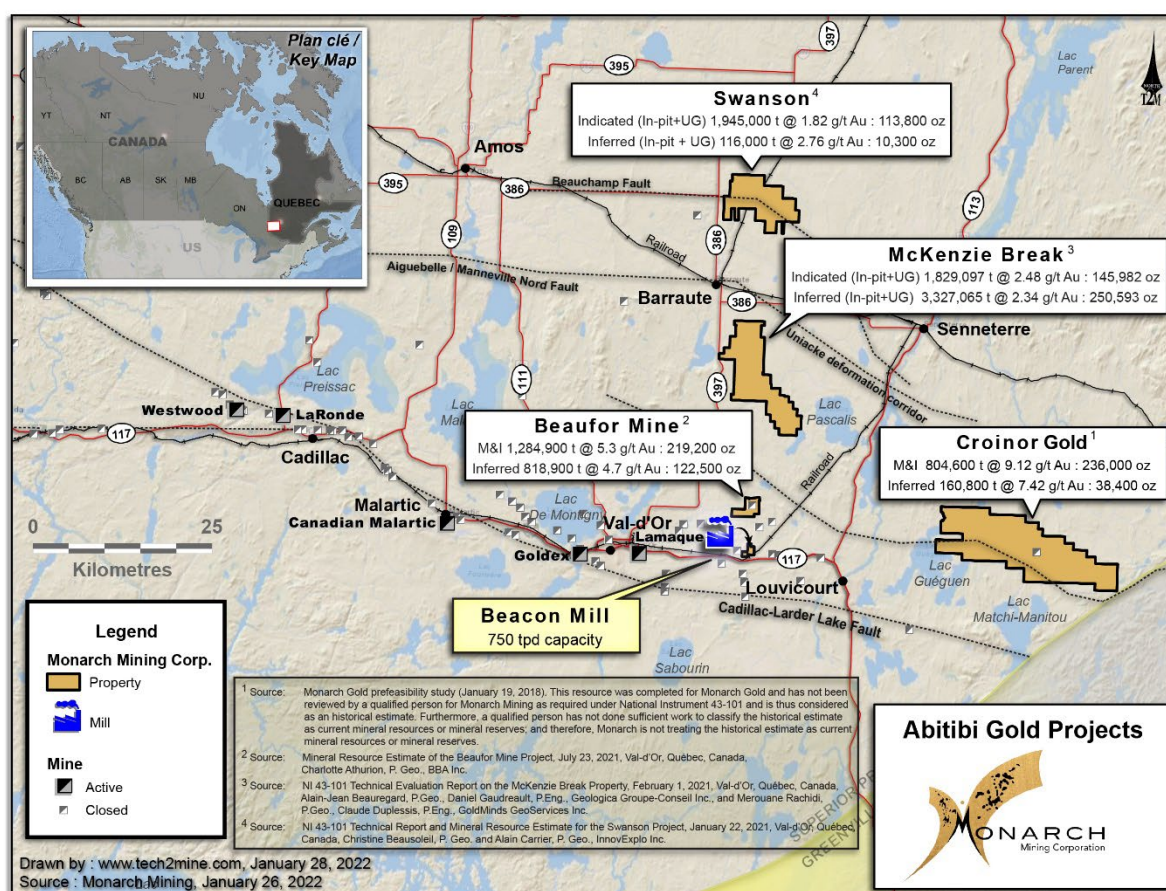 Plan clé /
Key Map
YT
NT
NU
CANADA
BC
AB
SK
MB
ON
QUEBEC
US
397
395
Lac
Parent
NORTH
T2M
Swanson4
Indicated (In-pit+UG) 1,945,000 t @ 1.82 g/t Au : 113,800 oz
Inferred (In-pit + UG) 116,000 t @ 2.76 g/t Au : 10,300 oz
Amos
395
386
Beauchamp Fault
109
386
113
Railroad
Aiguebelle / Manneville Nord Fault
McKenzie Break3
Indicated (In-pit+UG) 1,829,097 t @ 2.48 g/t Au : 145,982 oz
Inferred (In-pit+UG) 3,327,065 t @ 2.34 g/t Au : 250,593 oz
Barraute
386
Senneterre
Uniacke deformation corridor
Lac
Preissac
111
397
Westwood
LaRonde
Lac
Lac
Pascalis
117
Cadillac
Beaufor Mine2
M&I 1,284,900 t @ 5.3 g/t Au : 219,200 oz
Inferred 818,900 t @ 4.7 g/t Au : 122,500 oz
Railroad
Croinor Gold1
M&I 804,600 t @ 9.12 g/t Au : 236,000 oz
Inferred 160,800 t @ 7.42 g/t Au : 38,400 oz
Malartic
Canadian Malartic
Lac
De Montigny
Val-d'Or
Lamaque
Goldex
117
0 25
Kilometres
Louvicourt
Lac
Guéguen
Lac
Matchi-Manitou
Beacon Mill
750 tpd capacity
Cadillac-Larder Lake Fault
Lac
Sabourin
Legend
Monarch Mining Corp.
Property
Mill
Mine
Active
Closed
1 Source: Monarch Gold prefeasibility study (January 19, 2018). This resource was completed for Monarch Gold and has not been
reviewed by a qualified person for Monarch Mining as required under National Instrument 43-101 and is thus considered
as an historical estimate. Furthermore, a qualified person has not done sufficient work to classify the historical estimate
as current mineral resources or mineral reserves; and therefore, Monarch is not treating the historical estimate as current
mineral resources or mineral reserves.
2 Source: Mineral Resource Estimate of the Beaufor Mine Project, July 23, 2021, Val-d'Or, Québec, Canada,
Charlotte Athurion, P. Geo., BBA Inc.
3 Source: NI 43-101 Technical Evaluation Report on the McKenzie Break Property, February 1, 2021, Val-d'Or, Québec, Canada,
Alain-Jean Beauregard, P.Geo., Daniel Gaudreault, P.Eng., Geologica Groupe-Conseil Inc., and Merouane Rachidi,
P.Geo., Claude Duplessis, P.Eng., GoldMinds GeoServices Inc.
4 Source: NI 43-101 Technical Report and Mineral Resource Estimate for the Swanson Project, January 22, 2021, Val-d'Or, Québec,
Canada, Christine Beausoleil, P. Geo. and Alain Carrier, P. Geo., InnovExplo Inc.
Abitibi Gold Projects
MONARCH
Mining Corporation
Drawn by : www.tech2mine.com, January 28, 2022
Source : Monarch Mining, January 26, 2022